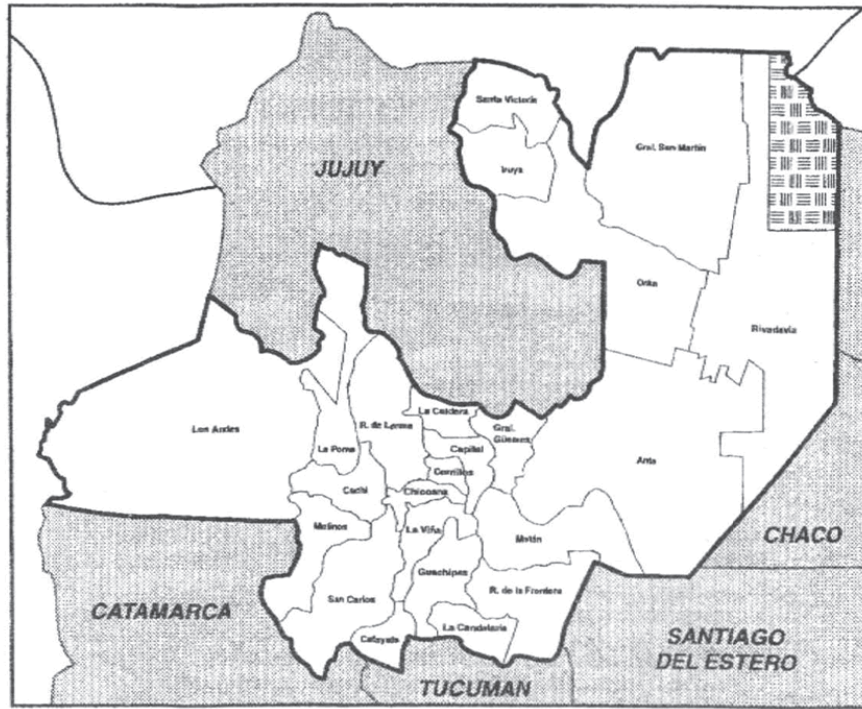 Santa Victoria
Iruya
Gral. San Martín
JUJUY
Orán
Rivadavia
Los Andes
La Poma
R. de Lerma
La Caldera
Gral.
Güemes
Capital
Cerrillos
Anta
Cachi
Chicoana
Molinos
La Viña
Metán
CHACO
Guachipas
San Carlos
R. de la Frontera
CATAMARCA
La Candelaria
Cafayate
SANTIAGO
DEL ESTERO
TUCUMAN